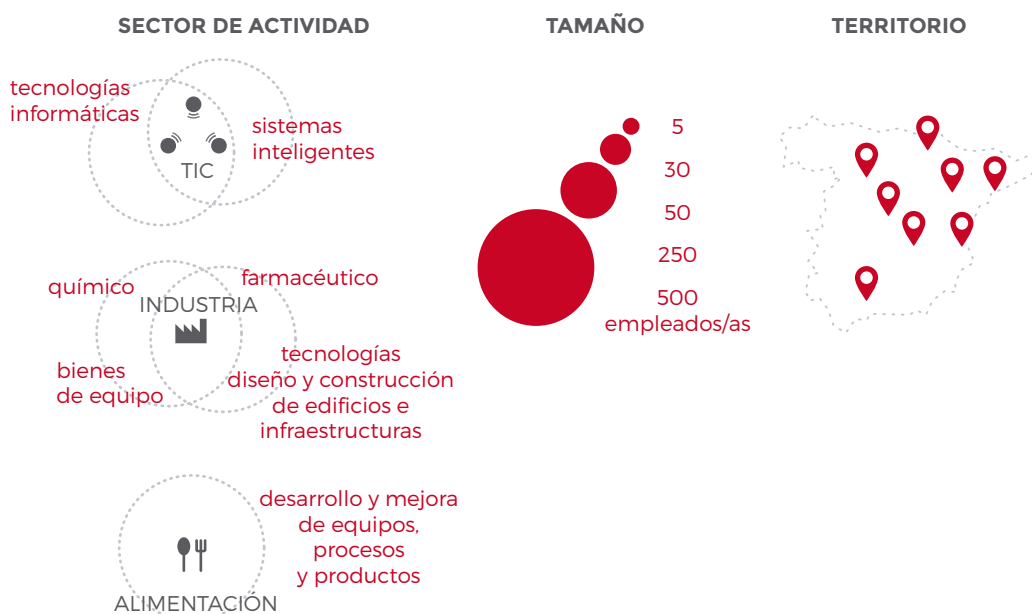 SECTOR DE ACTIVIDAD
tecnologías
informáticas
sistemas
inteligentes
TIC
químico
farmacéutico
INDUSTRIA
bienes
de equipo
tecnologías
diseño y construcción
de edificios e
infraestructuras
desarrollo y mejora
de equipos,
procesos
y productos
ALIMENTACIÓN
TAMAÑO
5
30
50
250
500
empleados/as
TERRITORIO